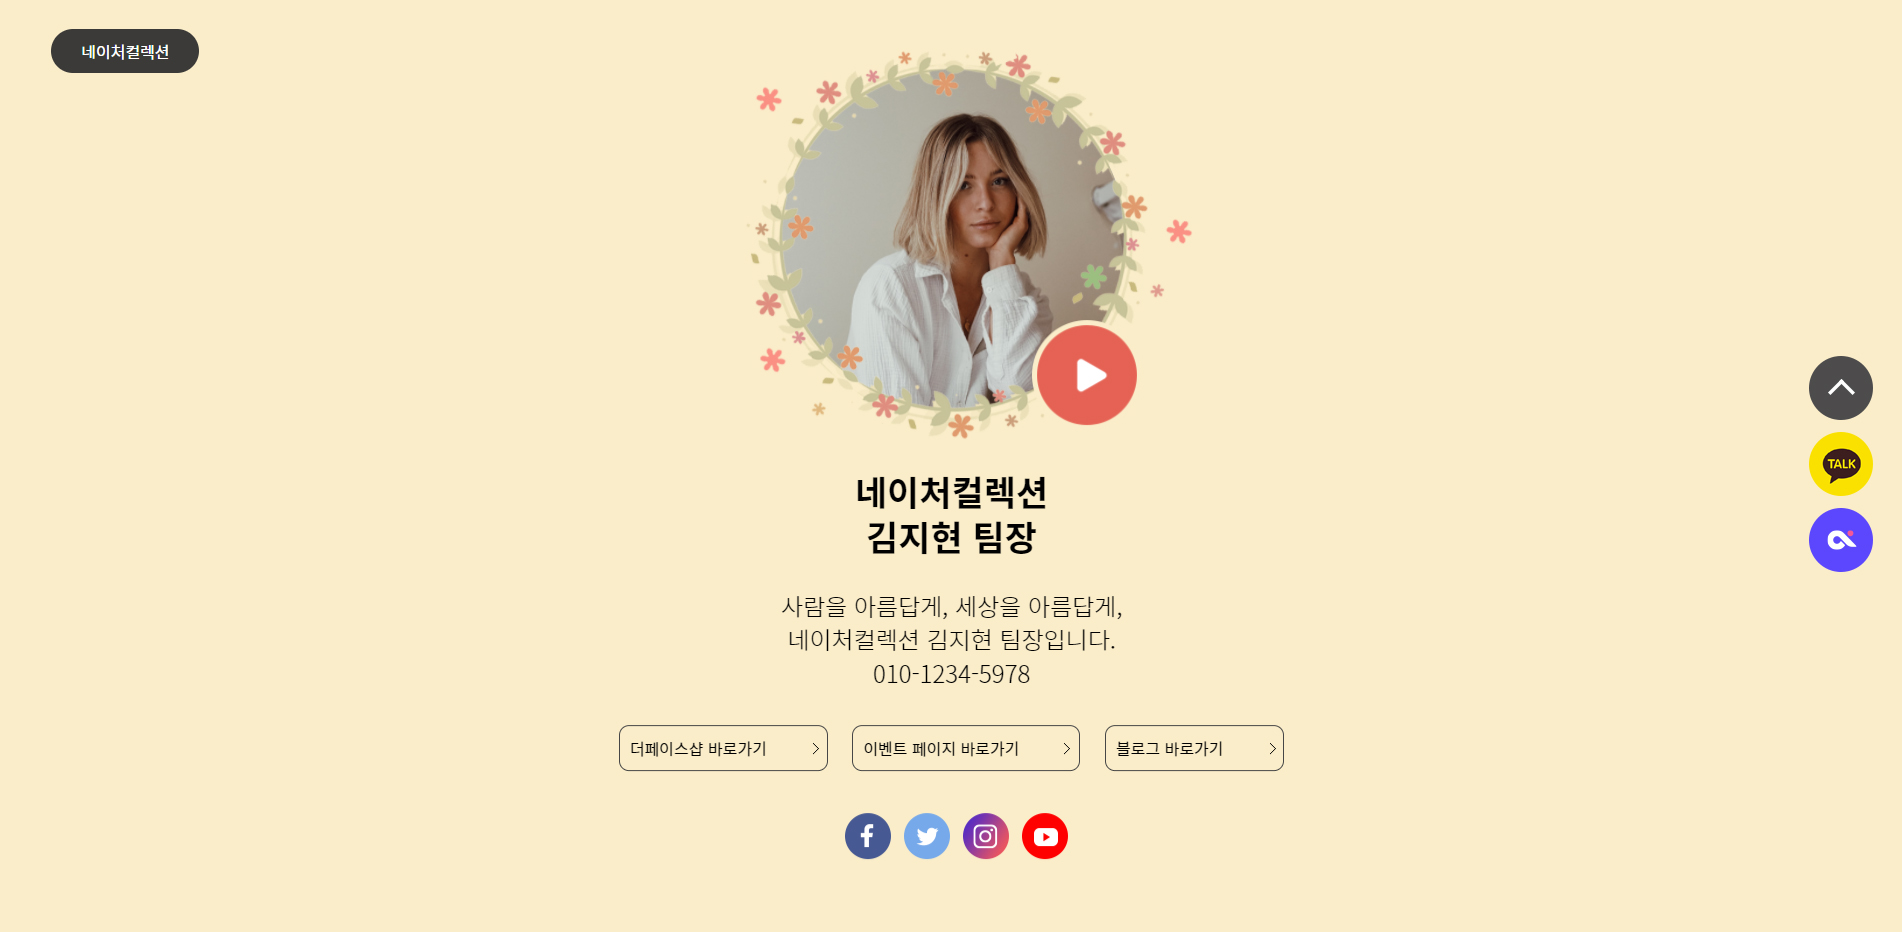 네이처컬렉션
네이처컬렉션
김지현 팀장
사람을 아름답게, 세상을 아름답게,
네이처컬렉션 김지현 팀장입니다.
010-1234-5978
더페이스샵 바로가기
이벤트 페이지 바로가기
블로그 바로가기
TALK